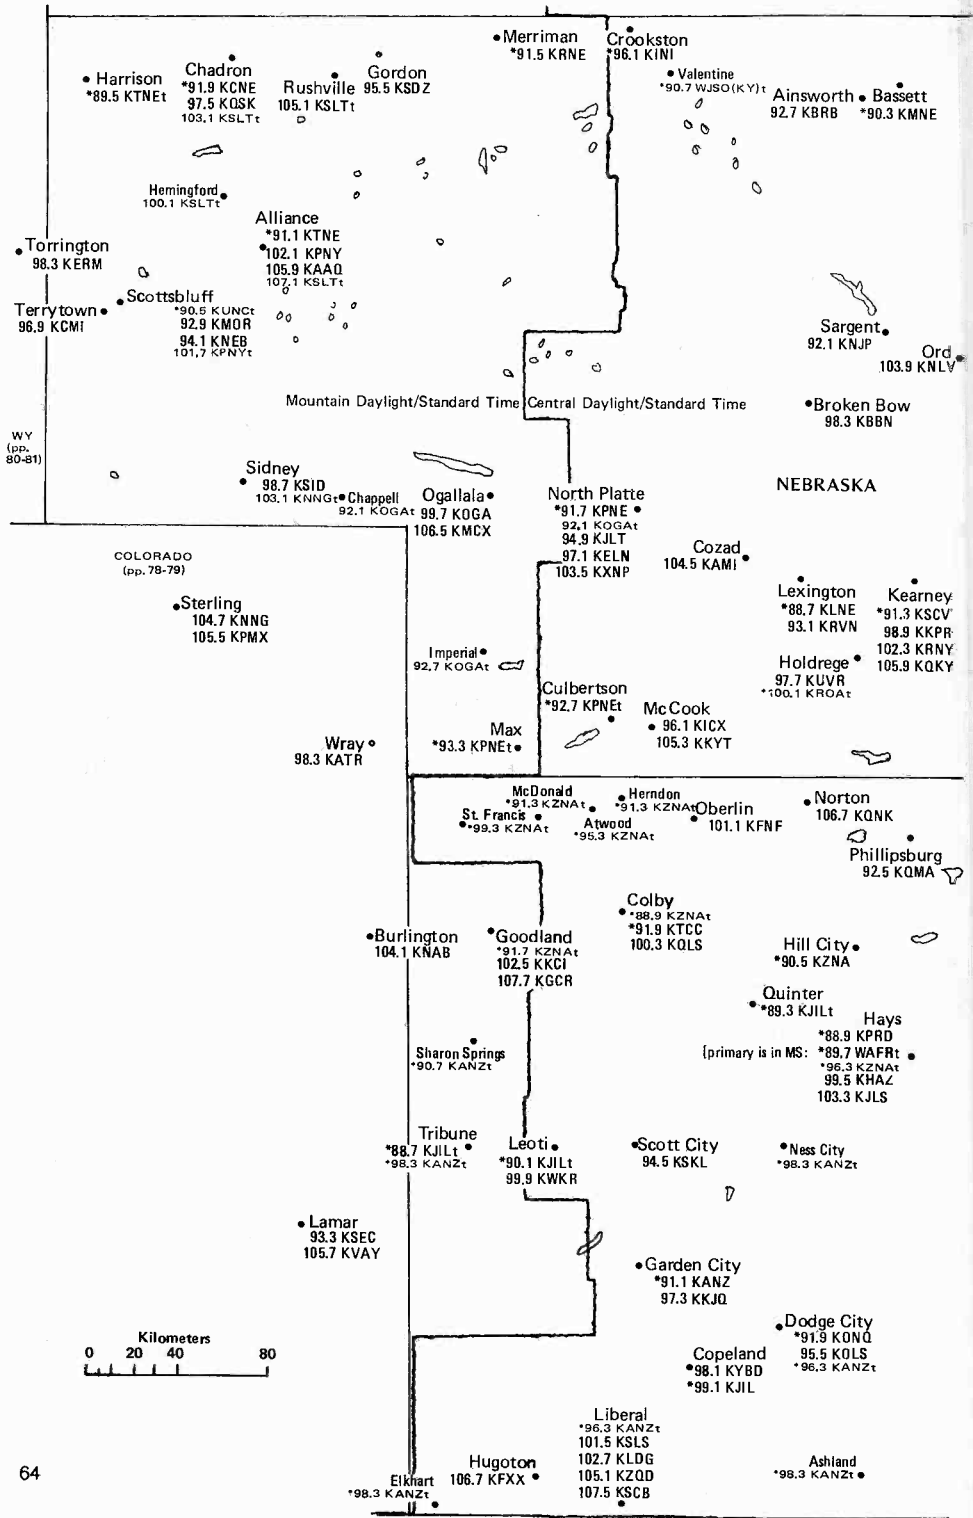 Merriman
*91.5 KRNE
Crookston
*96.1 KINI
Harrison
*89.5 KTNEt
Chadron
*91.9 KCNE
97.5 KQSK
103.1 KSLTt
Rushville
105.1 KSLTt
Gordon
95.5 KSDZ
Valentine
*90.7 WJSO(KY)t
Ainsworth
92.7 KBRB
Bassett
*90.3 KMNE
Hemingford
100.1 KSLTt
Alliance
*91.1 KTNE
102.1 KPNY
105.9 KAAQ
107.1 KSLTt
Torrington
98.3 KERM
Scottsbluff
*90.5 KUNCt
92.9 KMOR
94.1 KNEB
101.7 KPNYt
Terrytown
96.9 KCMI
Sargent
92.1 KNJP
Ord
103.9 KNLV
Mountain Daylight/Standard Time
Central Daylight/Standard Time
Broken Bow
98.3 KBBN
WY
(pp.
80-81)
Sidney
98.7 KSID
103.1 KNNGt
Chappell
92.1 KOGAt
Ogallala
99.7 KOGA
106.5 KMCX
North Platte
*91.7 KPNE
92.1 KOGAt
94.9 KJLT
97.1 KELN
103.5 KXNP
NEBRASKA
COLORADO
(pp. 78-79)
Cozad
104.5 KAMI
Sterling
104.7 KNNG
105.5 KPMX
Lexington
*88.7 KLNE
93.1 KRVN
Kearney
*91.3 KSCV
98.9 KKPR
102.3 KRNY
105.9 KQKY
Imperial
92.7 KOGAt
Holdrege
97.7 KUVR
*100.1 KROAt
Culbertson
*92.7 KPNEt
McCook
96.1 KICX
105.3 KKYT
Max
*93.3 KPNEt
Wray
98.3 KATR
McDonald
*91.3 KZNAt
St. Francis
*99.3 KZNAt
Herndon
*91.3 KZNAt
Atwood
*95.3 KZNAt
Oberlin
101.1 KFNF
Norton
106.7 KQNK
Phillipsburg
92.5 KQMA
Colby
*88.9 KZNAt
*91.9 KTCC
100.3 KQLS
Burlington
104.1 KNAB
Goodland
*91.7 KZNAt
102.5 KKCI
107.7 KGCR
Hill City
*90.5 KZNA
Quinter
*89.3 KJILt
Hays
*88.9 KPRD
(primary is in MS: *89.7 WAFRt
*96.3 KZNAt
99.5 KHAZ
103.3 KJLS
Sharon Springs
*90.7 KANZt
Tribune
*88.7 KJILt
*98.3 KANZt
Leoti
*90.1 KJILt
99.9 KWKR
Scott City
94.5 KSKL
Ness City
*98.3 KANZt
Lamar
93.3 KSEC
105.7 KVAY
Garden City
*91.1 KANZ
97.3 KKJQ
Dodge City
*91.9 KONQ
95.5 KOLS
*96.3 KANZt
Kilometers
0 20 40 80
Copeland
*98.1 KYBD
*99.1 KJIL
Liberal
*96.3 KANZt
101.5 KSLS
102.7 KLDG
105.1 KZQD
107.5 KSCB
Hugoton
106.7 KFXX
Elkhart
*98.3 KANZt
Ashland
*98.3 KANZt
64